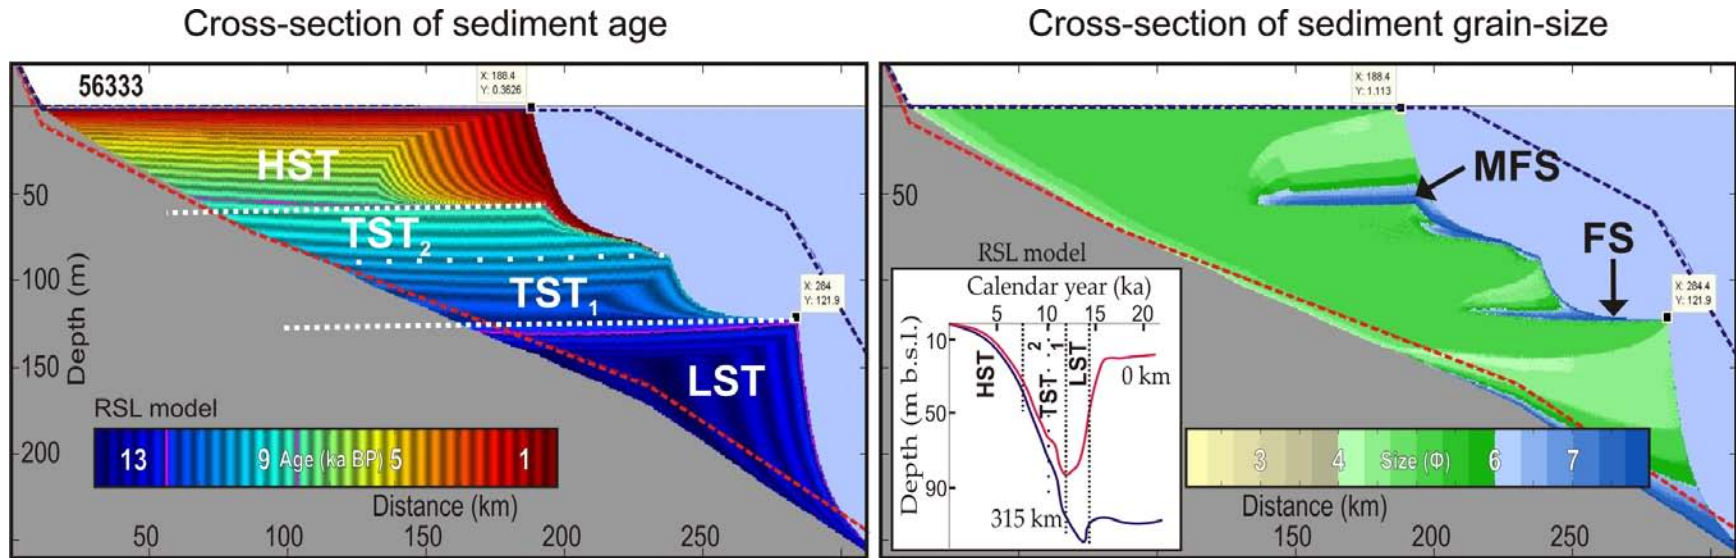 Cross-section of sediment age
56333
X: 188.4
Y: 0.3626
HST
50
TST2
100
Depth (m)
TST1
X: 284
Y: 121.9
150
LST
RSL model
200
13 9 Age (ka BP) 5 1
Distance (km)
50 100 150 200 250
Cross-section of sediment grain-size
X: 188.4
Y: 1.113
MFS
50
FS
RSL model
Calendar year (ka)
5 10 15 20
X: 284.4
Y: 121.9
Depth (m b.s.l.)
10
50
90
HST
TST 1 2
LST
0 km
315 km
3 4 Size (Φ) 6 7
Distance (km)
150 200 250